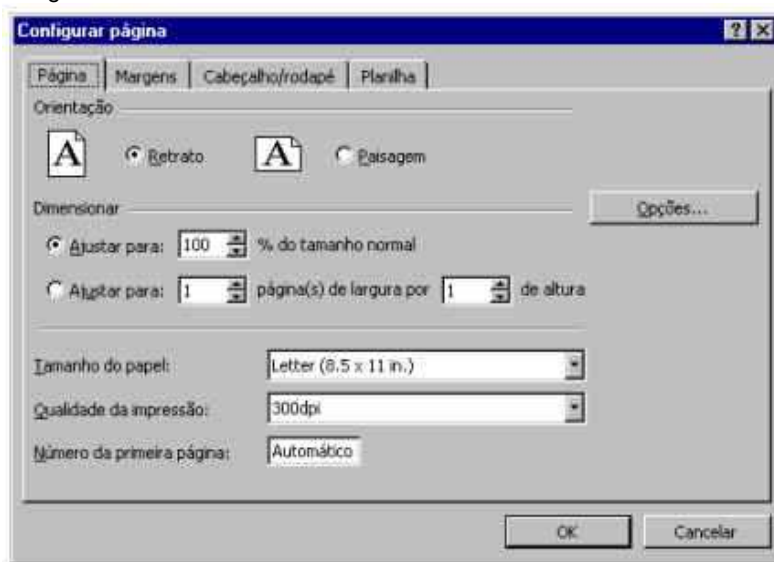 Configurar página
Página Margens Cabeçalho/rodapé Planilha
Orientação
A Retrato A Paisagem
Dimensionar
Opções...
Ajustar para: 100 % do tamanho normal
Ajustar para: 1 página(s) de largura por 1 de altura
Tamanho do papel: Letter (8.5 x 11 in.)
Qualidade da impressão: 300dpi
Número da primeira página: Automático
OK Cancelar